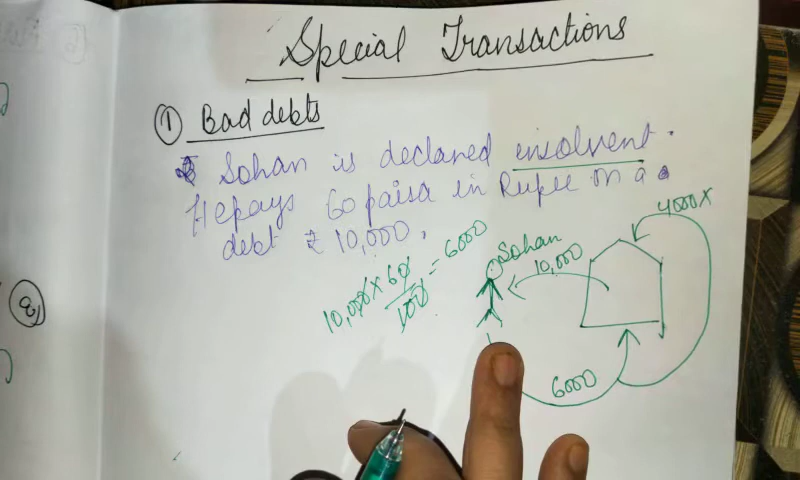 Special Transactions
① Bad debts
Sohan is declared insolvent.
He pays 60 paisa in Rupee on a
debt ₹ 10,000.
10,000 x 60/100 = 6000
Sohan
10,000
4000X
6000